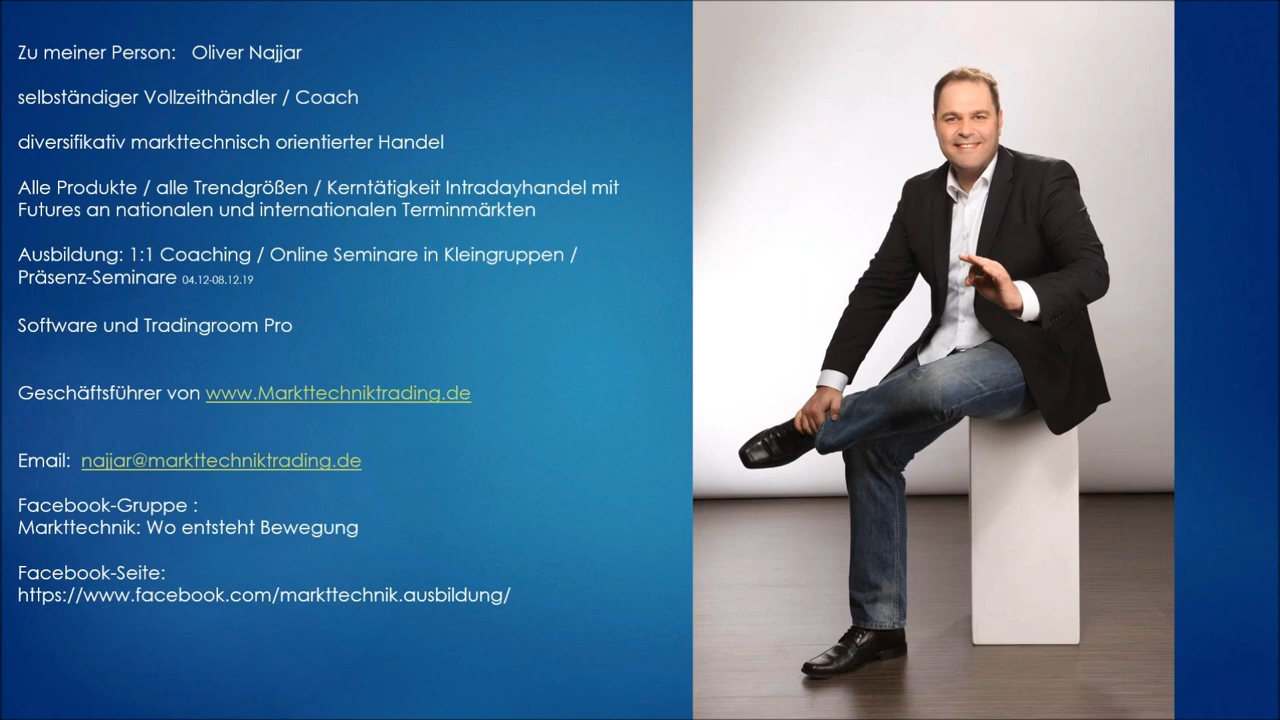 Zu meiner Person: Oliver Najjar
selbständiger Vollzeithändler / Coach
diversifikativ markttechnisch orientierter Handel
Alle Produkte / alle Trendgrößen / Kerntätigkeit Intradayhandel mit
Futures an nationalen und internationalen Terminmärkten
Ausbildung: 1:1 Coaching / Online Seminare in Kleingruppen /
Präsenz-Seminare 04.12-08.12.19
Software und Tradingroom Pro
Geschäftsführer von www.Markttechniktrading.de
Email: najjar@markttechniktrading.de
Facebook-Gruppe :
Markttechnik: Wo entsteht Bewegung
Facebook-Seite:
https://www.facebook.com/markttechnik.ausbildung/